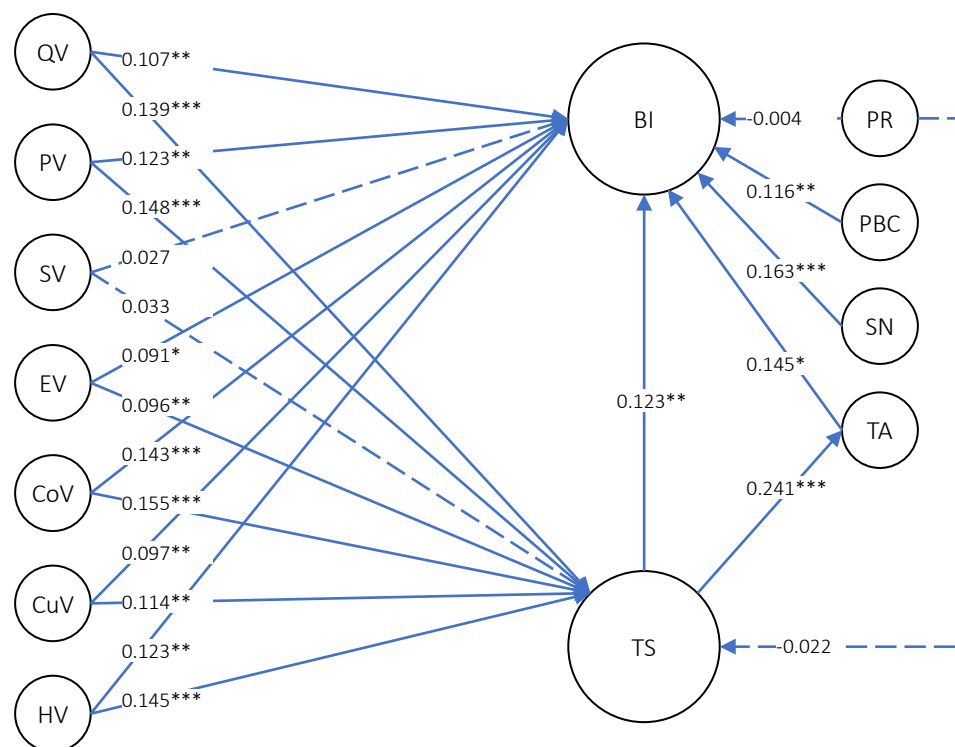 QV
0.107**
0.139***
PV
0.123**
0.148***
SV
0.027
0.033
EV
0.091*
0.096**
CoV
0.143***
0.155***
CuV
0.097**
0.114**
HV
0.123**
0.145***
BI
0.123**
TS
-0.004
PR
0.116**
PBC
0.163***
SN
0.145*
TA
0.241***
-0.022